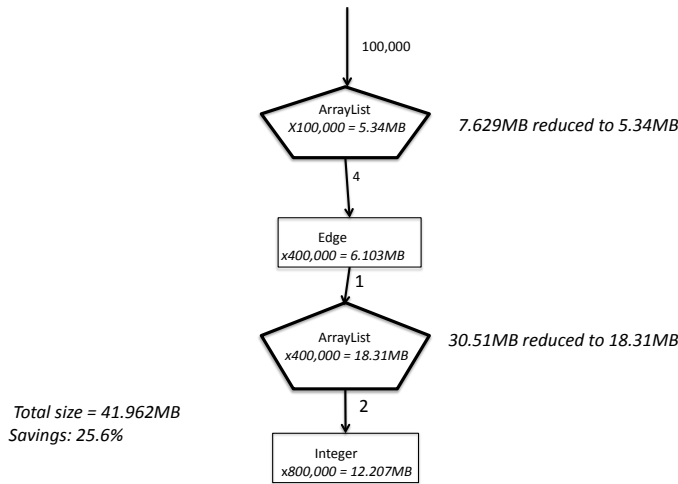 100,000
ArrayList
X100,000 = 5.34MB
7.629MB reduced to 5.34MB
4
Edge
x400,000 = 6.103MB
1
ArrayList
x400,000 = 18.31MB
30.51MB reduced to 18.31MB
2
Total size = 41.962MB
Savings: 25.6%
Integer
x800,000 = 12.207MB